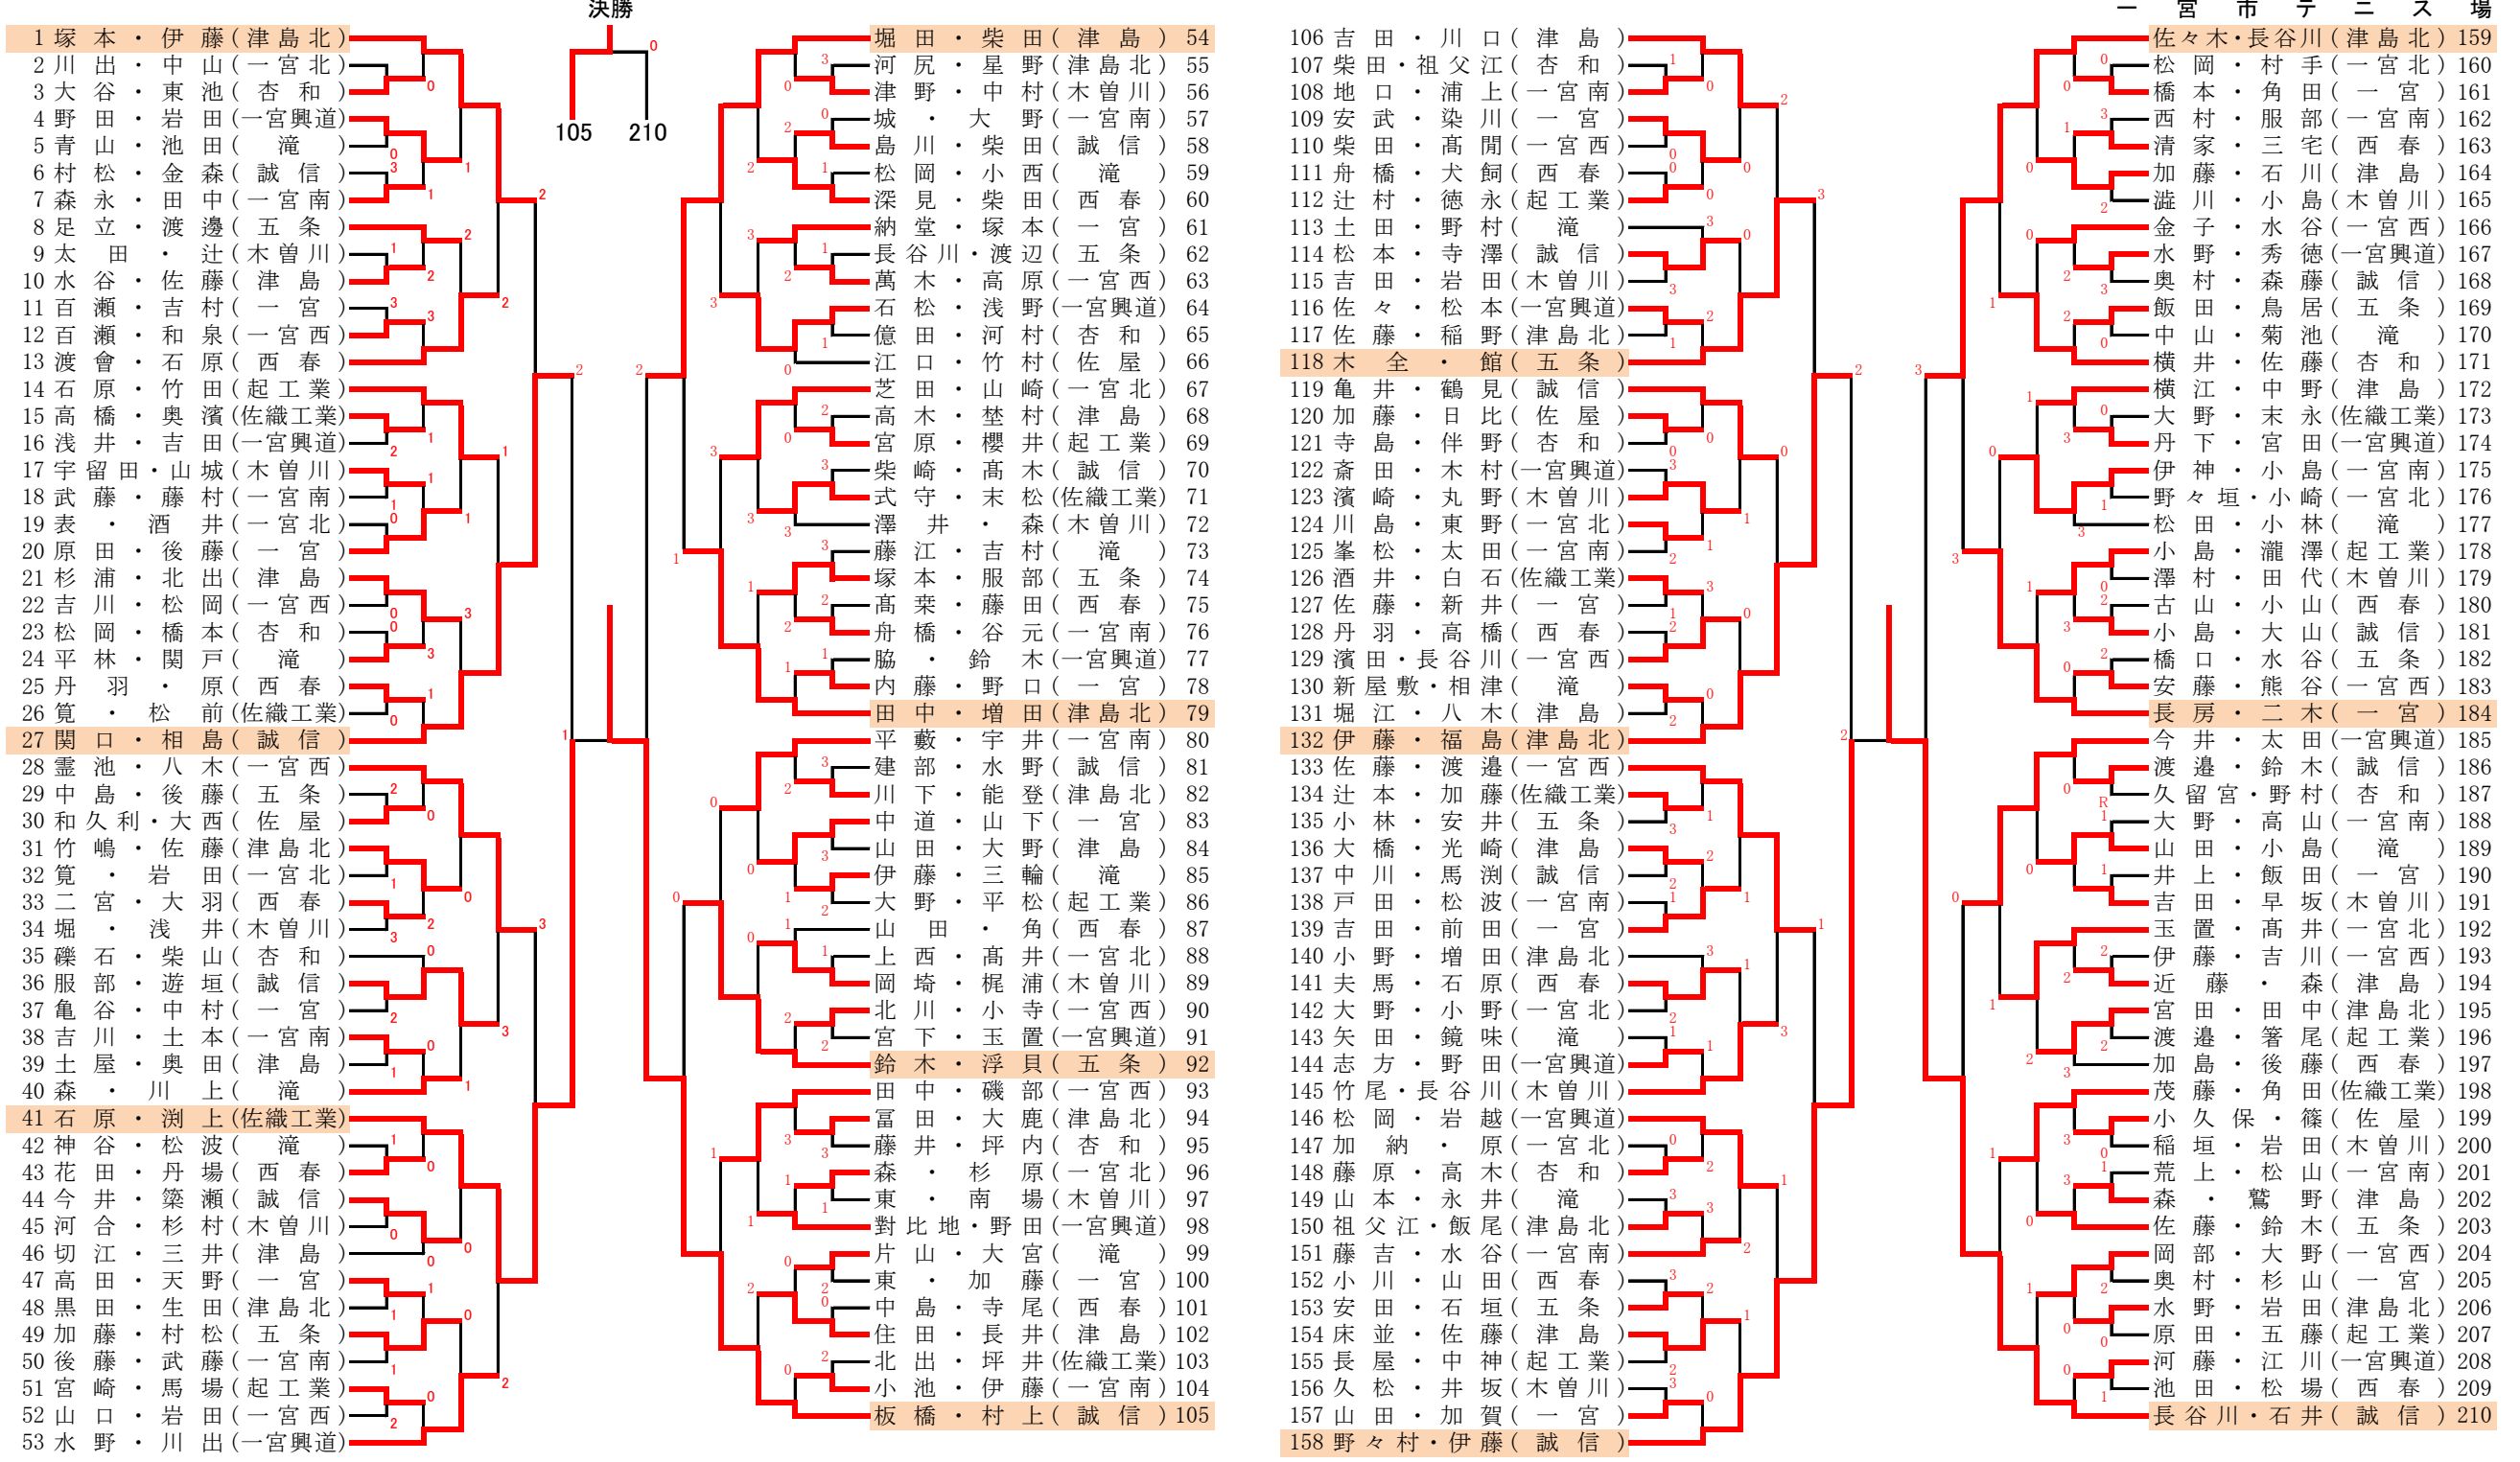 決勝
一宮市テニス場
105 210
0
1 塚本・伊藤(津島北)
2 川出・中山(一宮北)
3 大谷・東池(杏和)
4 野田・岩田(一宮興道)
5 青山・池田(滝)
6 村松・金森(誠信)
7 森永・田中(一宮南)
8 足立・渡邊(五条)
9 太田・辻(木曽川)
10 水谷・佐藤(津島)
11 百瀬・吉村(一宮)
12 百瀬・和泉(一宮西)
13 渡會・石原(西春)
14 石原・竹田(起工業)
15 高橋・奥濱(佐織工業)
16 浅井・吉田(一宮興道)
17 宇留田・山城(木曽川)
18 武藤・藤村(一宮南)
19 表・酒井(一宮北)
20 原田・後藤(一宮)
21 杉浦・北出(津島)
22 吉川・松岡(一宮西)
23 松岡・橋本(杏和)
24 平林・関戸(滝)
25 丹羽・原(西春)
26 筧・松前(佐織工業)
27 関口・相島(誠信)
28 霊池・八木(一宮西)
29 中島・後藤(五条)
30 和久利・大西(佐屋)
31 竹嶋・佐藤(津島北)
32 筧・岩田(一宮北)
33 二宮・大羽(西春)
34 堀・浅井(木曽川)
35 礫石・柴山(杏和)
36 服部・遊垣(誠信)
37 亀谷・中村(一宮)
38 吉川・土本(一宮南)
39 土屋・奥田(津島)
40 森・川上(滝)
41 石原・渕上(佐織工業)
42 神谷・松波(滝)
43 花田・丹場(西春)
44 今井・簗瀬(誠信)
45 河合・杉村(木曽川)
46 切江・三井(津島)
47 高田・天野(一宮)
48 黒田・生田(津島北)
49 加藤・村松(五条)
50 後藤・武藤(一宮南)
51 宮崎・馬場(起工業)
52 山口・岩田(一宮西)
53 水野・川出(一宮興道)
堀田・柴田(津島) 54
河尻・星野(津島北) 55
津野・中村(木曽川) 56
城・大野(一宮南) 57
島川・柴田(誠信) 58
松岡・小西(滝) 59
深見・柴田(西春) 60
納堂・塚本(一宮) 61
長谷川・渡辺(五条) 62
萬木・高原(一宮西) 63
石松・浅野(一宮興道) 64
億田・河村(杏和) 65
江口・竹村(佐屋) 66
芝田・山崎(一宮北) 67
高木・埜村(津島) 68
宮原・櫻井(起工業) 69
柴崎・髙木(誠信) 70
式守・末松(佐織工業) 71
澤井・森(木曽川) 72
藤江・吉村(滝) 73
塚本・服部(五条) 74
髙桒・藤田(西春) 75
舟橋・谷元(一宮南) 76
脇・鈴木(一宮興道) 77
内藤・野口(一宮) 78
田中・増田(津島北) 79
平藪・宇井(一宮南) 80
建部・水野(誠信) 81
川下・能登(津島北) 82
中道・山下(一宮) 83
山田・大野(津島) 84
伊藤・三輪(滝) 85
大野・平松(起工業) 86
山田・角(西春) 87
上西・髙井(一宮北) 88
岡埼・梶浦(木曽川) 89
北川・小寺(一宮西) 90
宮下・玉置(一宮興道) 91
鈴木・浮貝(五条) 92
田中・磯部(一宮西) 93
冨田・大鹿(津島北) 94
藤井・坪内(杏和) 95
森・杉原(一宮北) 96
東・南場(木曽川) 97
對比地・野田(一宮興道) 98
片山・大宮(滝) 99
東・加藤(一宮) 100
中島・寺尾(西春) 101
住田・長井(津島) 102
北出・坪井(佐織工業) 103
小池・伊藤(一宮南) 104
板橋・村上(誠信) 105
106 吉田・川口(津島)
107 柴田・祖父江(杏和)
108 地口・浦上(一宮南)
109 安武・染川(一宮)
110 柴田・髙閒(一宮西)
111 舟橋・犬飼(西春)
112 辻村・徳永(起工業)
113 土田・野村(滝)
114 松本・寺澤(誠信)
115 吉田・岩田(木曽川)
116 佐々・松本(一宮興道)
117 佐藤・稲野(津島北)
118 木全・館(五条)
119 亀井・鶴見(誠信)
120 加藤・日比(佐屋)
121 寺島・伴野(杏和)
122 斎田・木村(一宮興道)
123 濱崎・丸野(木曽川)
124 川島・東野(一宮北)
125 峯松・太田(一宮南)
126 酒井・白石(佐織工業)
127 佐藤・新井(一宮)
128 丹羽・高橋(西春)
129 濱田・長谷川(一宮西)
130 新屋敷・相津(滝)
131 堀江・八木(津島)
132 伊藤・福島(津島北)
133 佐藤・渡邉(一宮西)
134 辻本・加藤(佐織工業)
135 小林・安井(五条)
136 大橋・光崎(津島)
137 中川・馬渕(誠信)
138 戸田・松波(一宮南)
139 吉田・前田(一宮)
140 小野・増田(津島北)
141 夫馬・石原(西春)
142 大野・小野(一宮北)
143 矢田・鏡味(滝)
144 志方・野田(一宮興道)
145 竹尾・長谷川(木曽川)
146 松岡・岩越(一宮興道)
147 加納・原(一宮北)
148 藤原・高木(杏和)
149 山本・永井(滝)
150 祖父江・飯尾(津島北)
151 藤吉・水谷(一宮南)
152 小川・山田(西春)
153 安田・石垣(五条)
154 床並・佐藤(津島)
155 長屋・中神(起工業)
156 久松・井坂(木曽川)
157 山田・加賀(一宮)
158 野々村・伊藤(誠信)
佐々木・長谷川(津島北) 159
松岡・村手(一宮北) 160
橋本・角田(一宮) 161
西村・服部(一宮南) 162
清家・三宅(西春) 163
加藤・石川(津島) 164
澁川・小島(木曽川) 165
金子・水谷(一宮西) 166
水野・秀徳(一宮興道) 167
奥村・森藤(誠信) 168
飯田・鳥居(五条) 169
中山・菊池(滝) 170
横井・佐藤(杏和) 171
横江・中野(津島) 172
大野・末永(佐織工業) 173
丹下・宮田(一宮興道) 174
伊神・小島(一宮南) 175
野々垣・小崎(一宮北) 176
松田・小林(滝) 177
小島・瀧澤(起工業) 178
澤村・田代(木曽川) 179
古山・小山(西春) 180
小島・大山(誠信) 181
橋口・水谷(五条) 182
安藤・熊谷(一宮西) 183
長房・二木(一宮) 184
今井・太田(一宮興道) 185
渡邉・鈴木(誠信) 186
久留宮・野村(杏和) 187
大野・高山(一宮南) 188
山田・小島(滝) 189
井上・飯田(一宮) 190
吉田・早坂(木曽川) 191
玉置・髙井(一宮北) 192
伊藤・吉川(一宮西) 193
近藤・森(津島) 194
宮田・田中(津島北) 195
渡邉・箸尾(起工業) 196
加島・後藤(西春) 197
茂藤・角田(佐織工業) 198
小久保・篠(佐屋) 199
稲垣・岩田(木曽川) 200
荒上・松山(一宮南) 201
森・鷲野(津島) 202
佐藤・鈴木(五条) 203
岡部・大野(一宮西) 204
奥村・杉山(一宮) 205
水野・岩田(津島北) 206
原田・五藤(起工業) 207
河藤・江川(一宮興道) 208
池田・松場(西春) 209
長谷川・石井(誠信) 210